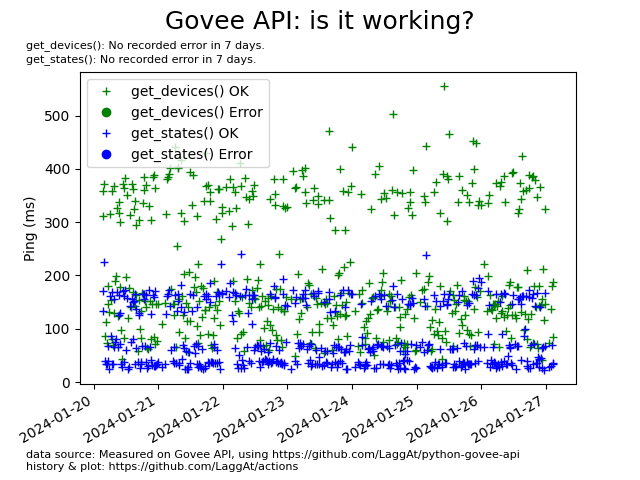 Govee API: is it working?
get_devices(): No recorded error in 7 days.
get_states(): No recorded error in 7 days.
get_devices() OK
get_devices() Error
get_states() OK
get_states() Error
Ping (ms)
500
400
300
200
100
0
2024-01-20
2024-01-21
2024-01-22
2024-01-23
2024-01-24
2024-01-25
2024-01-26
2024-01-27
data source: Measured on Govee API, using https://github.com/LaggAt/python-govee-api
history & plot: https://github.com/LaggAt/actions